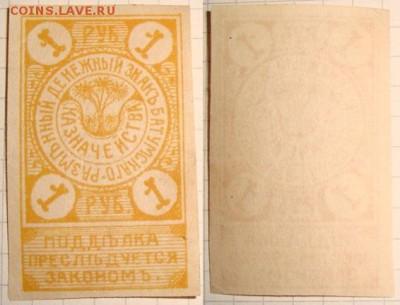 COINS.LAVE.RU
1 РУБ. 1
РАЗМѢННЫЙ ДЕНЕЖНЫЙ ЗНАКЪ БАТУМСКАГО
КАЗНАЧЕЙСТВА
1 РУБ. 1
ПОДДѢЛКА
ПРЕСЛѢДУЕТСЯ
ЗАКОНОМЪ.